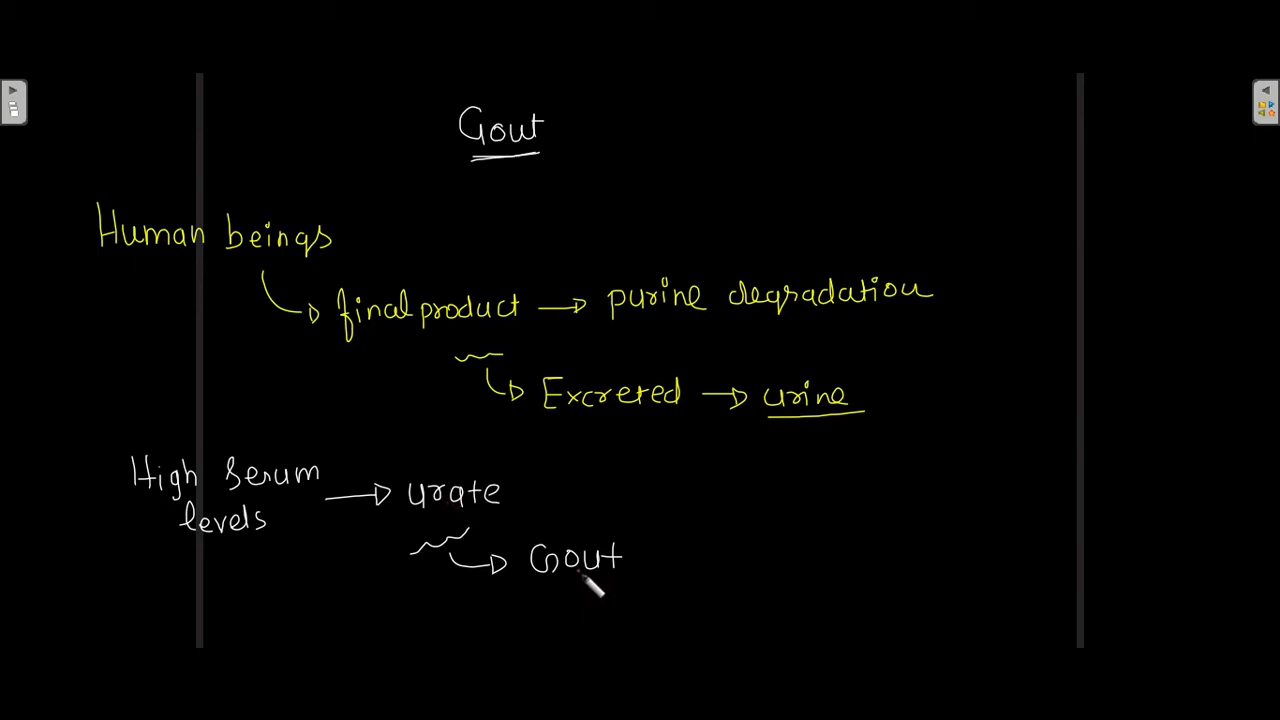 Gout
Human beings
final product → purine degradation
Excreted → urine
High serum levels → urate
Gout